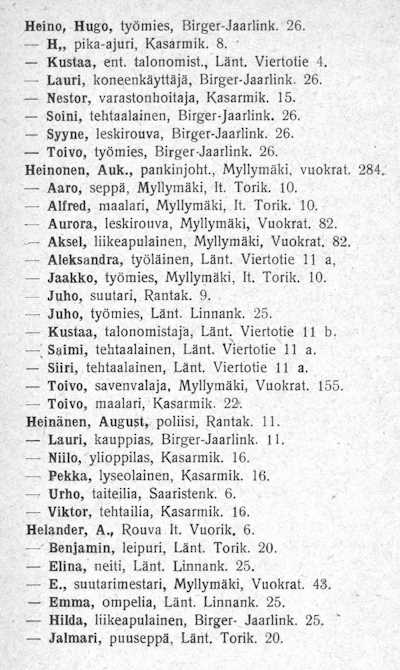 Heino, Hugo, työmies, Birger-Jaarlink. 26.
— H., pika-ajuri, Kasarmik. 8.
— Kustaa, ent. talonomist., Länt. Viertotie 4.
— Lauri, koneenkäyttäjä, Birger-Jaarlink. 26.
— Nestor, varastonhoitaja, Kasarmik. 15.
— Soini, tehtaalainen, Birger-Jaarlink. 26.
— Syyne, leskirouva, Birger-Jaarlink. 26.
— Toivo, työmies, Birger-Jaarlink. 26.
Heinonen, Auk., pankinjoht., Myllymäki, vuokrat. 284.
— Aaro, seppä, Myllymäki, It. Torik. 10.
— Alfred, maalari, Myllymäki, It. Torik. 10.
— Aurora, leskirouva, Myllymäki, Vuokrat. 82.
— Aksel, liikeapulainen, Myllymäki, Vuokrat. 82.
— Aleksandra, työläinen, Länt. Viertotie 11 a,
— Jaakko, työmies, Myllymäki, It. Torik. 10.
— Juho, suutari, Rantak. 9.
— Juho, työmies, Länt. Linnank. 25.
— Kustaa, talonomistaja, Länt. Viertotie 11 b.
— Saimi, tehtaalainen, Länt. Viertotie 11 a.
— Siiri, tehtaalainen, Länt. Viertotie 11 a.
— Toivo, savenvalaja, Myllymäki, Vuokrat. 155.
— Toivo, maalari, Kasarmik. 22.
Heinänen, August, poliisi, Rantak. 11.
— Lauri, kauppias, Birger-Jaarlink. 11.
— Niilo, ylioppilas, Kasarmik. 16.
— Pekka, lyseolainen, Kasarmik. 16.
— Urho, taiteilia, Saaristenk. 6.
— Viktor, tehtailia, Kasarmik. 16.
Helander, A., Rouva It. Vuorik. 6.
— Benjamin, leipuri, Länt. Torik. 20.
— Elina, neiti, Länt. Linnank. 25.
— E., suutarimestari, Myllymäki, Vuokrat. 43.
— Emma, ompelia, Länt. Linnank. 25.
— Hilda, liikeapulainen, Birger- Jaarlink. 25.
— Jalmari, puuseppä, Länt. Torik. 20.